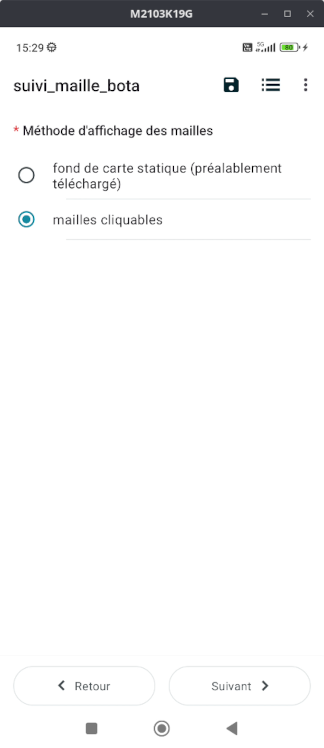 M2103K19G
15:29
5G
80
suivi_maille_bota
* Méthode d'affichage des mailles
fond de carte statique (préalablement
téléchargé)
mailles cliquables
Retour
Suivant